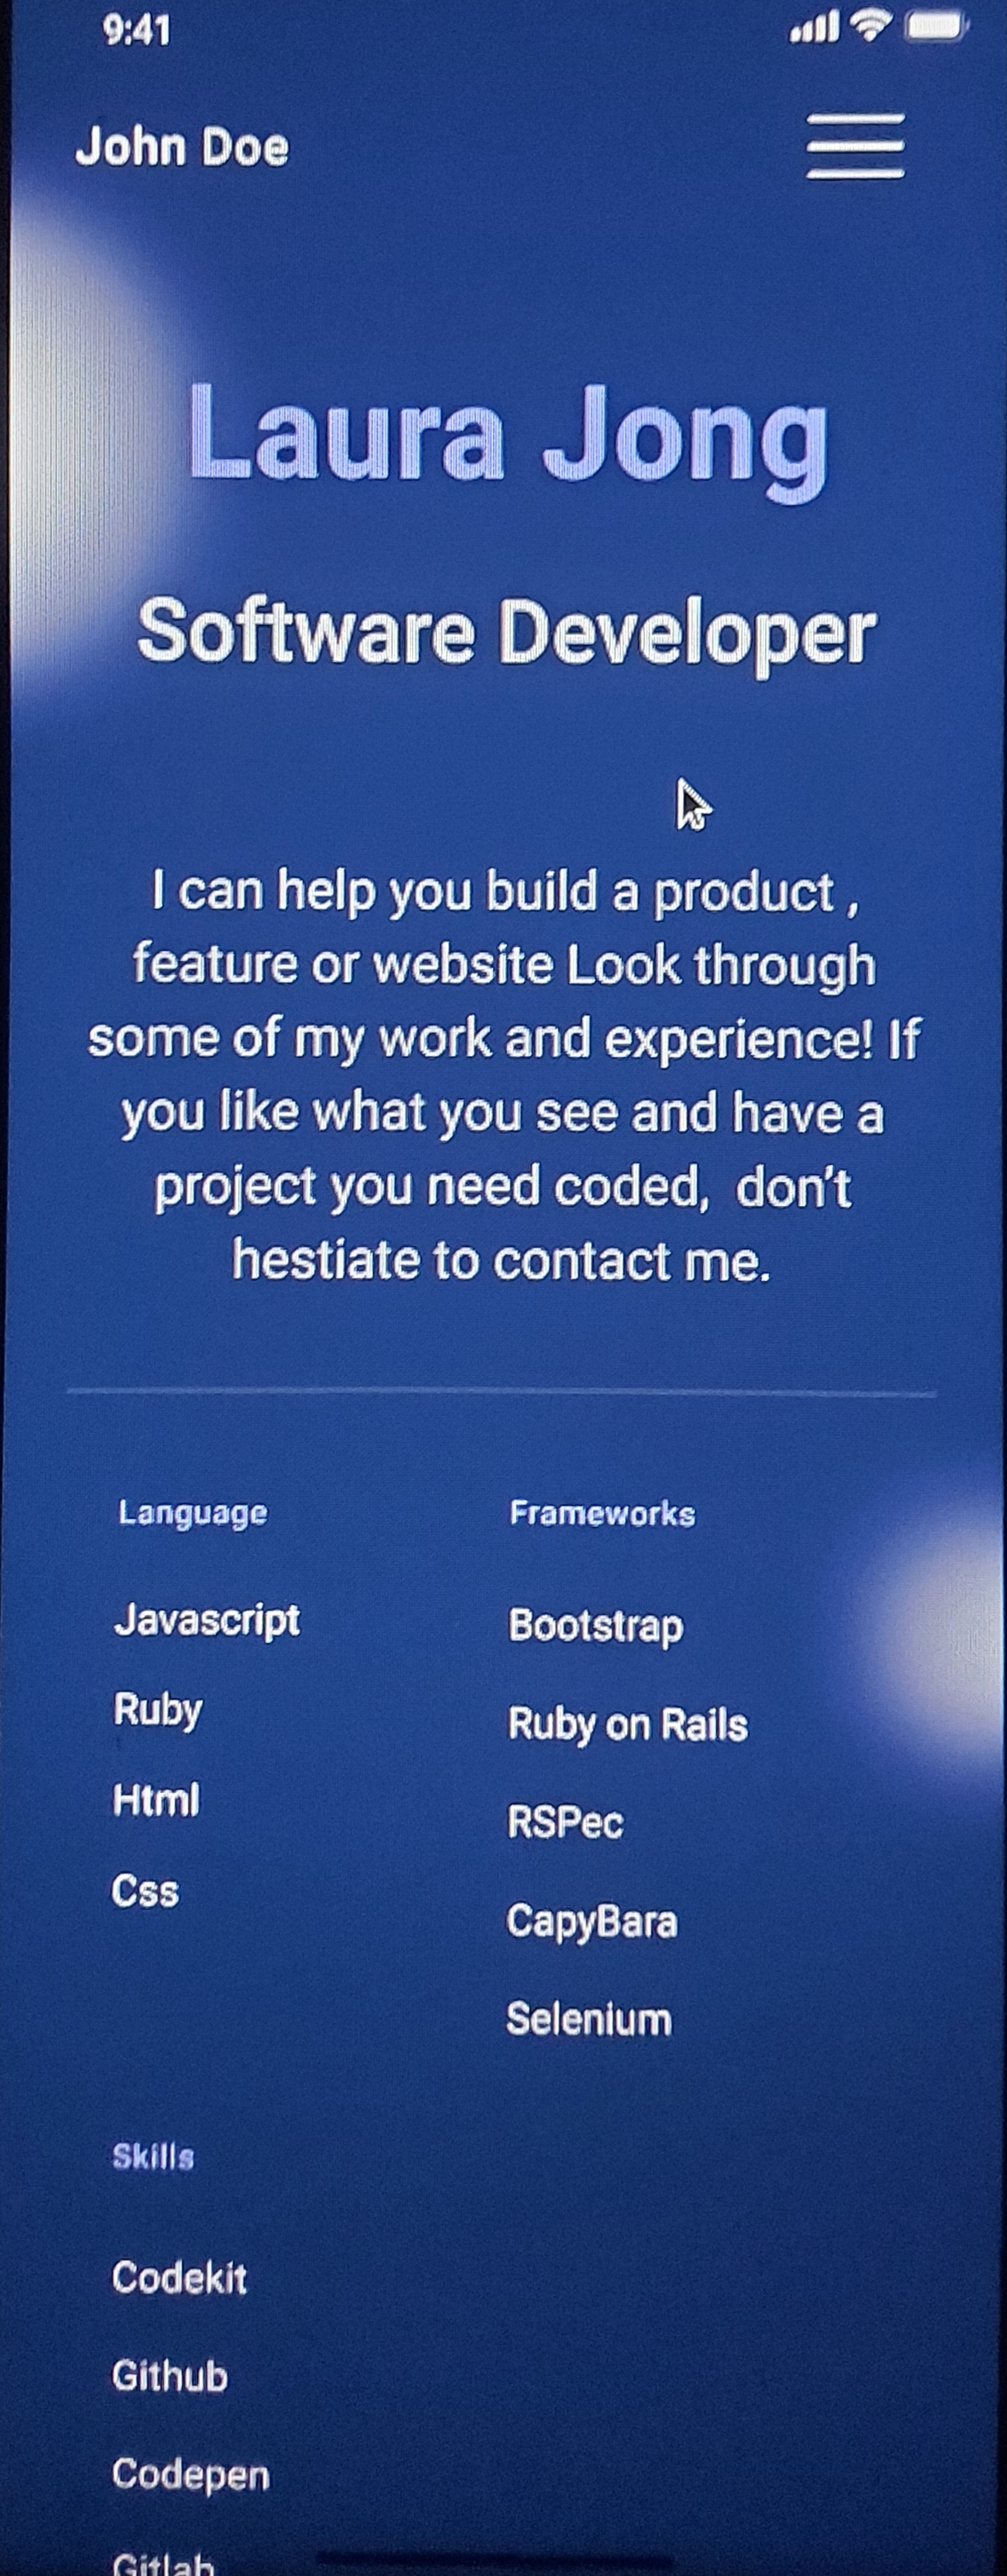 9:41
John Doe
Laura Jong
Software Developer
I can help you build a product ,
feature or website Look through
some of my work and experience! If
you like what you see and have a
project you need coded,  don't
hestiate to contact me.
Language
Javascript
Ruby
Html
Css
Frameworks
Bootstrap
Ruby on Rails
RSPec
CapyBara
Selenium
Skills
Codekit
Github
Codepen
Gitlab